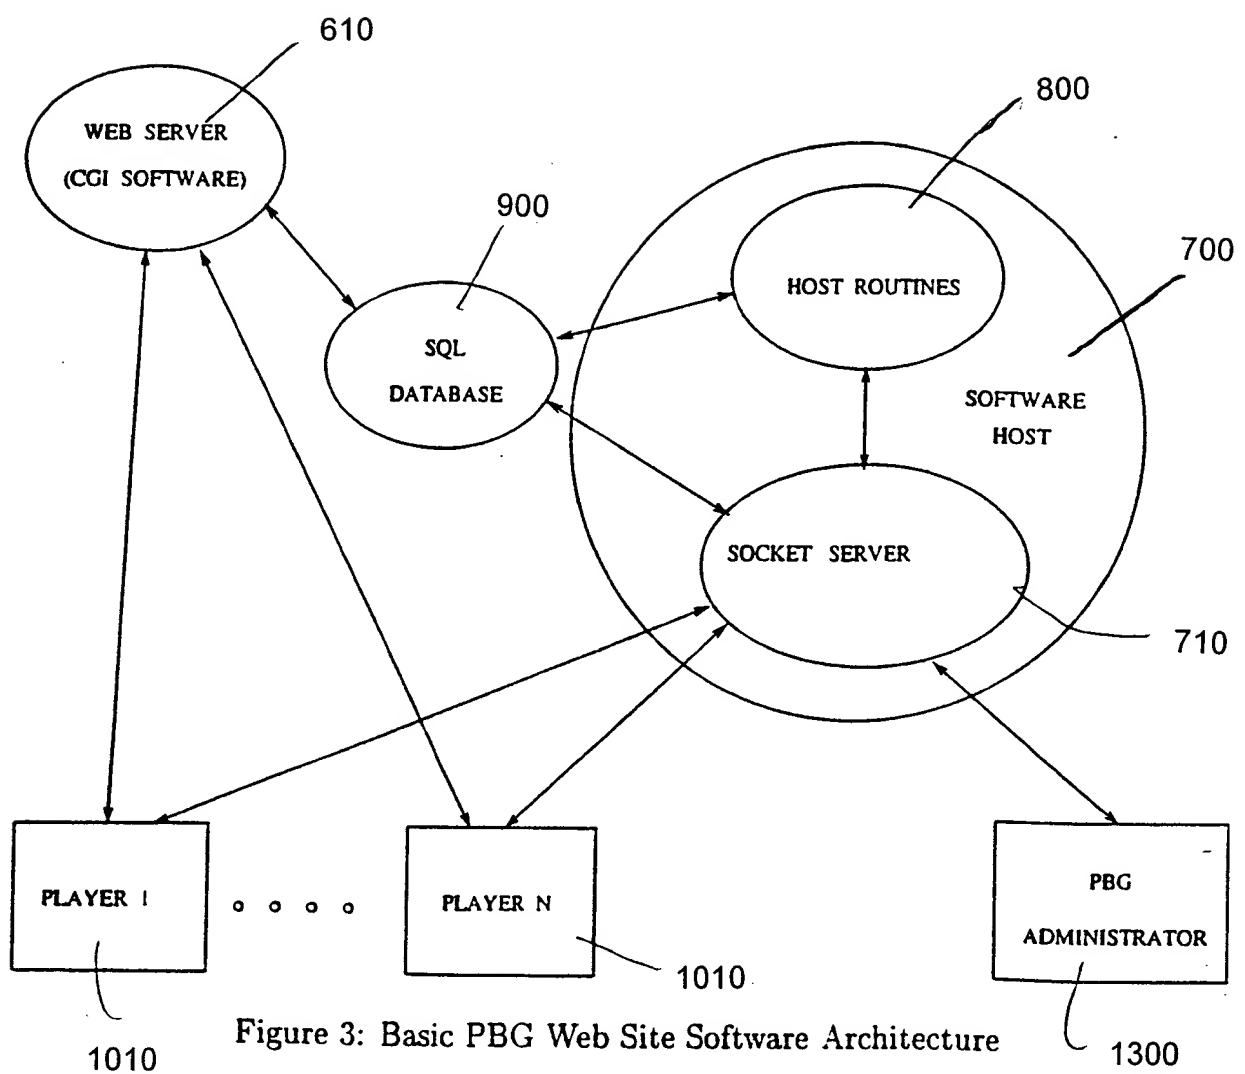 610
WEB SERVER
(CGI SOFTWARE)
800
900
700
HOST ROUTINES
SQL
DATABASE
SOFTWARE
HOST
SOCKET SERVER
710
PLAYER 1
PLAYER N
PBG
ADMINISTRATOR
1010
1010
1300
Figure 3: Basic PBG Web Site Software Architecture